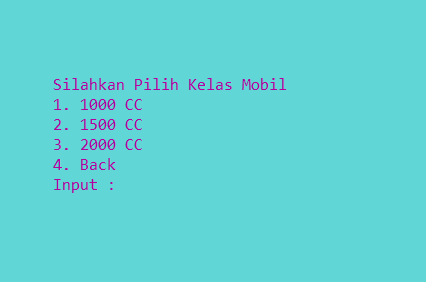 Silahkan Pilih Kelas Mobil
1. 1000 CC
2. 1500 CC
3. 2000 CC
4. Back
Input :